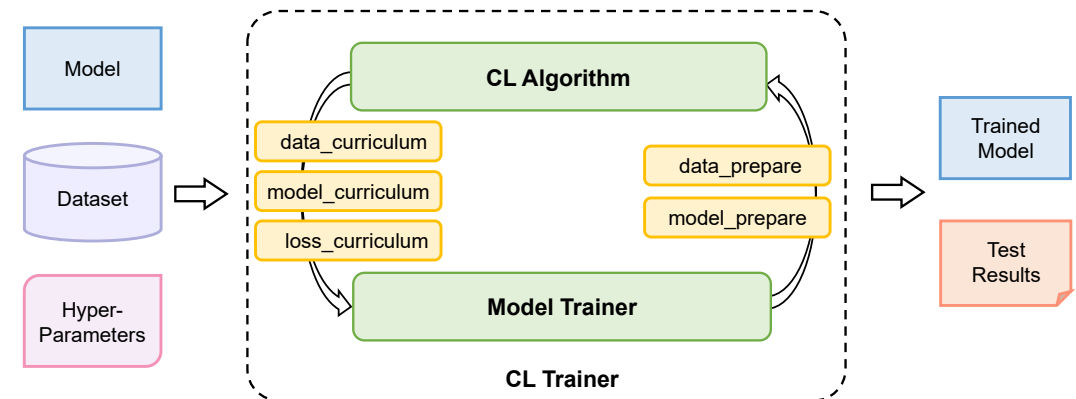 Model
Dataset
Hyper-
Parameters
CL Algorithm
data_curriculum
model_curriculum
loss_curriculum
data_prepare
model_prepare
Model Trainer
CL Trainer
Trained
Model
Test
Results